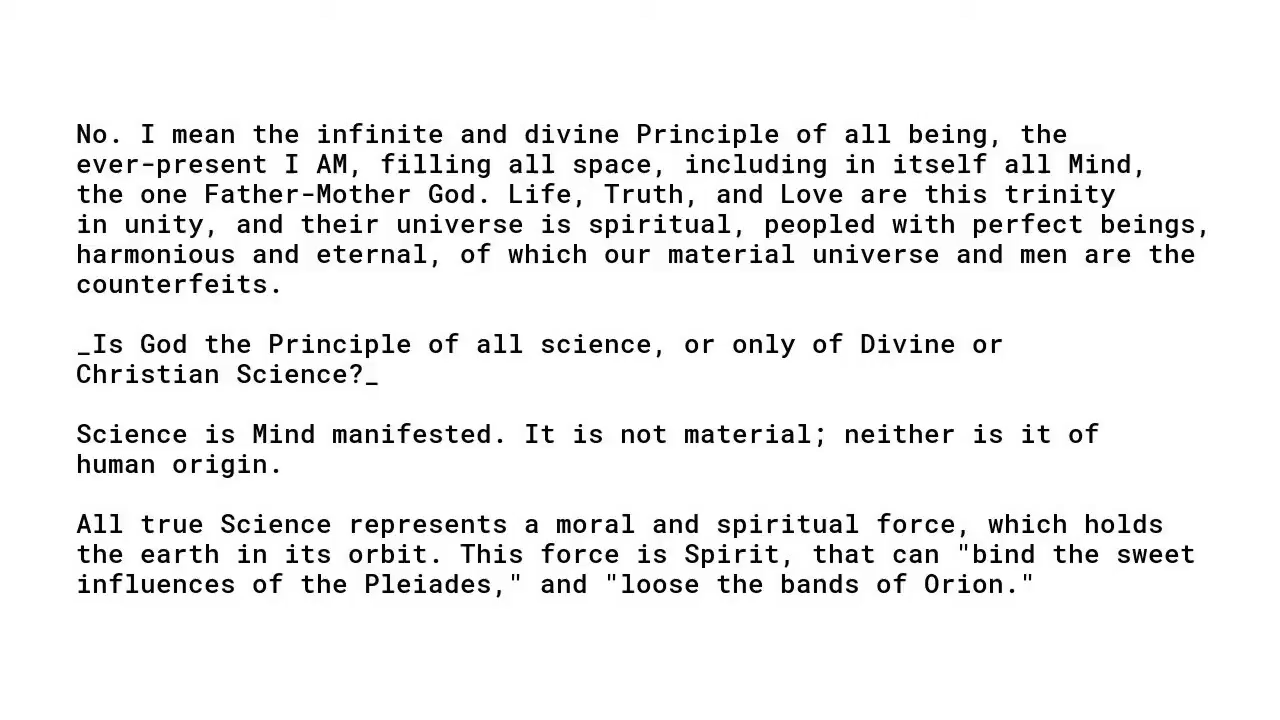 No. I mean the infinite and divine Principle of all being, the
ever-present I AM, filling all space, including in itself all Mind,
the one Father-Mother God. Life, Truth, and Love are this trinity
in unity, and their universe is spiritual, peopled with perfect beings,
harmonious and eternal, of which our material universe and men are the
counterfeits.

_Is God the Principle of all science, or only of Divine or
Christian Science?_

Science is Mind manifested. It is not material; neither is it of
human origin.

All true Science represents a moral and spiritual force, which holds
the earth in its orbit. This force is Spirit, that can "bind the sweet
influences of the Pleiades," and "loose the bands of Orion."